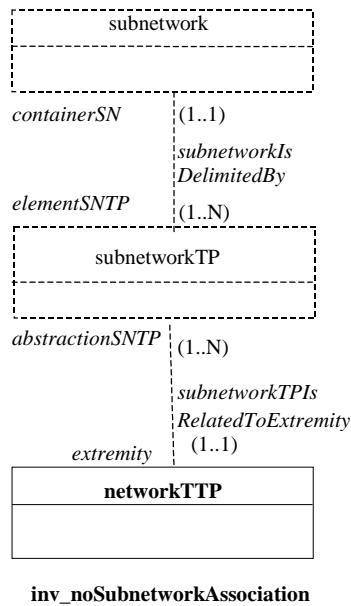 subnetwork
containerSN
(1..1)
subnetworkIs
DelimitedBy
elementSNTP
(1..N)
subnetworkTP
abstractionSNTP
(1..N)
subnetworkTPIs
RelatedToExtremity
(1..1)
extremity
networkTTP
inv_noSubnetworkAssociation